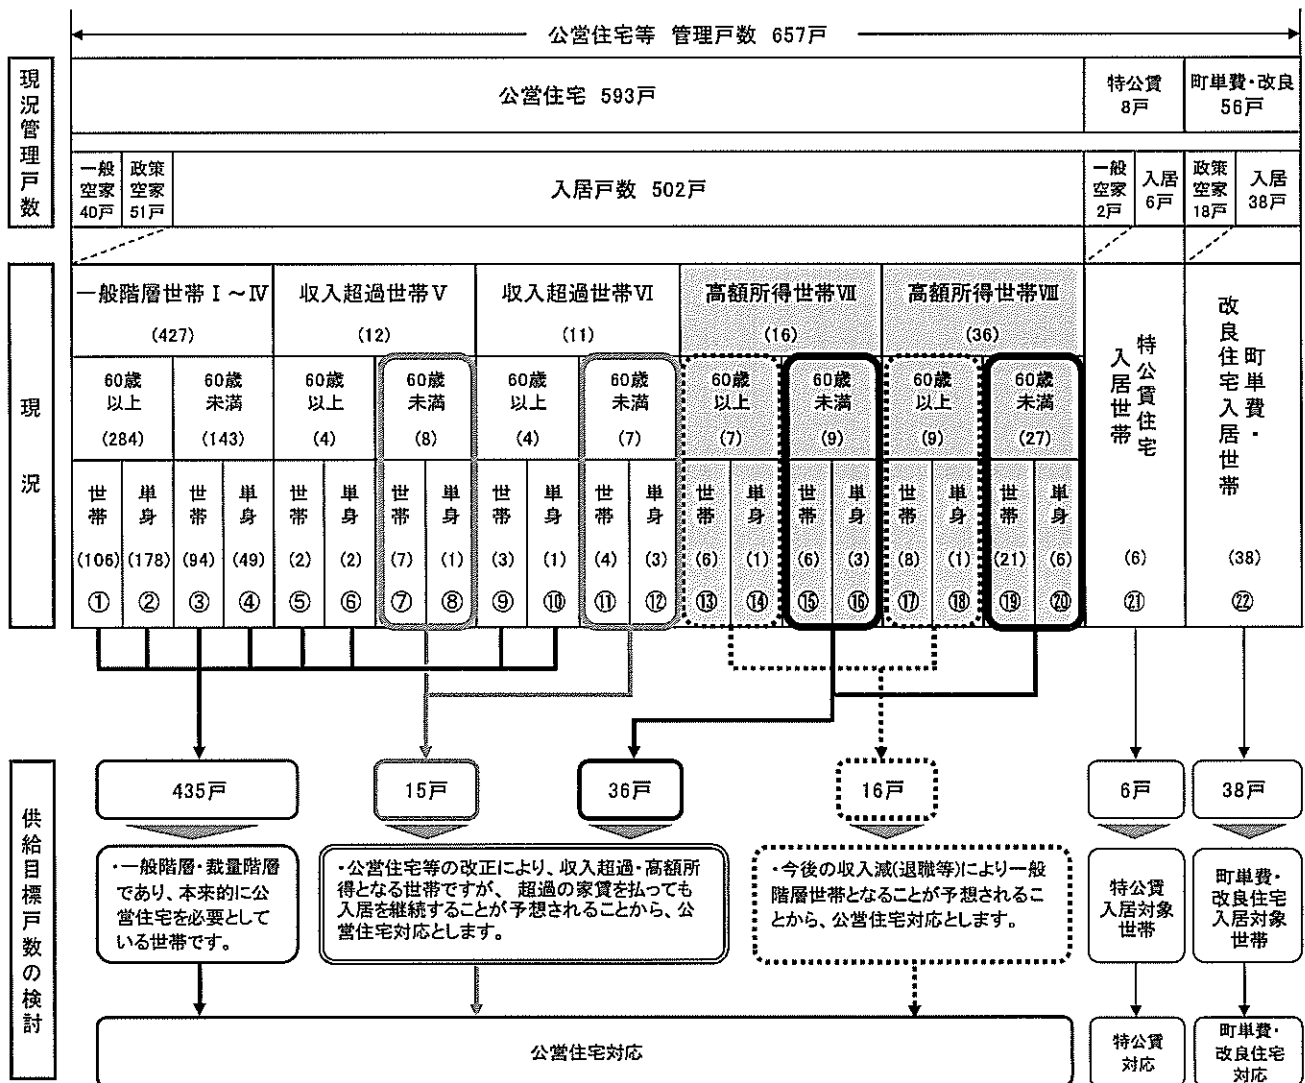 公営住宅等 管理戸数 657戸
現況管理戸数
公営住宅 593戸
特公賃
8戸
町単費・改良
56戸
一般
空家
40戸
政策
空家
51戸
入居戸数 502戸
一般
空家
2戸
入居
6戸
政策
空家
18戸
入居
38戸
現況
一般階層世帯Ⅰ～Ⅳ
(427)
収入超過世帯Ⅴ
(12)
収入超過世帯Ⅵ
(11)
高額所得世帯Ⅶ
(16)
高額所得世帯Ⅷ
(36)
60歳
以上
(284)
60歳
未満
(143)
60歳
以上
(4)
60歳
未満
(8)
60歳
以上
(4)
60歳
未満
(7)
60歳
以上
(7)
60歳
未満
(9)
60歳
以上
(9)
60歳
未満
(27)
世帯
(106)
①
単身
(178)
②
世帯
(94)
③
単身
(49)
④
世帯
(2)
⑤
単身
(2)
⑥
世帯
(7)
⑦
単身
(1)
⑧
世帯
(3)
⑨
単身
(1)
⑩
世帯
(4)
⑪
単身
(3)
⑫
世帯
(6)
⑬
単身
(1)
⑭
世帯
(6)
⑮
単身
(3)
⑯
世帯
(8)
⑰
単身
(1)
⑱
世帯
(21)
⑲
単身
(6)
⑳
特公賃住宅
入居世帯
(6)
㉑
町単費・
改良住宅入居世帯
(38)
㉒
供給目標戸数の検討
435戸
15戸
36戸
16戸
6戸
38戸
・一般階層・裁量階層
であり、本来的に公
営住宅を必要として
いる世帯です。
・公営住宅等の改正により、収入超過・高額所
得となる世帯ですが、 超過の家賃を払っても
入居を継続することが予想されることから、公
営住宅対応とします。
・今後の収入減(退職等)により一般
階層世帯となることが予想されるこ
とから、公営住宅対応とします。
特公賃
入居対象
世帯
町単費・
改良住宅
入居対象
世帯
公営住宅対応
特公賃
対応
町単費・
改良住宅
対応